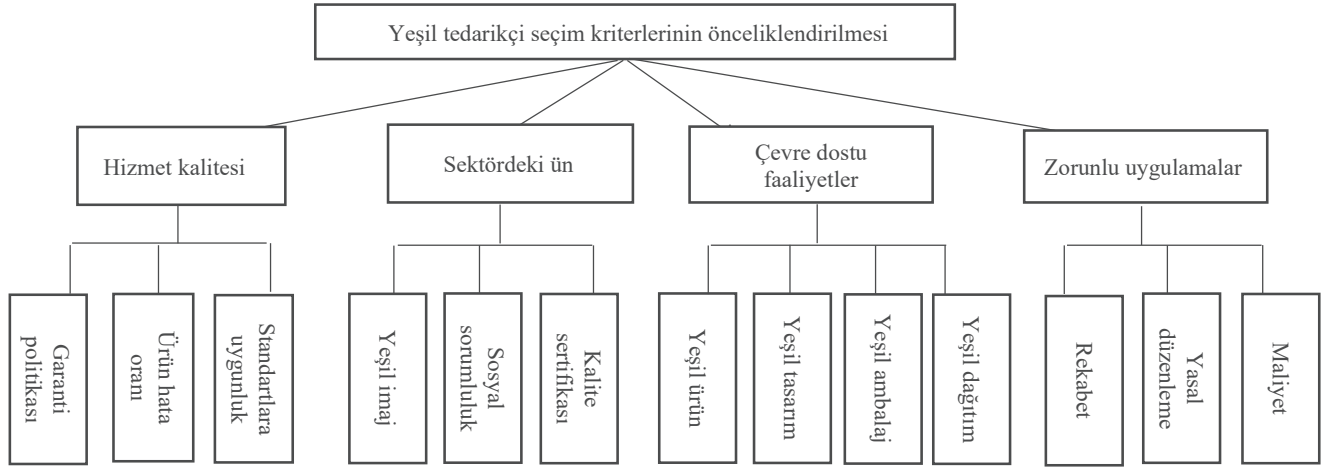 Yeşil tedarikçi seçim kriterlerinin önceliklendirilmesi
Hizmet kalitesi
Sektördeki ün
Çevre dostu
faaliyetler
Zorunlu uygulamalar
Garanti
politikası
Ürün hata
oranı
Standartlara
uygunluk
Yeşil imaj
Sosyal
sorumluluk
Kalite
sertifikası
Yeşil ürün
Yeşil tasarım
Yeşil ambalaj
Yeşil dağıtım
Rekabet
Yasal
düzenleme
Maliyet